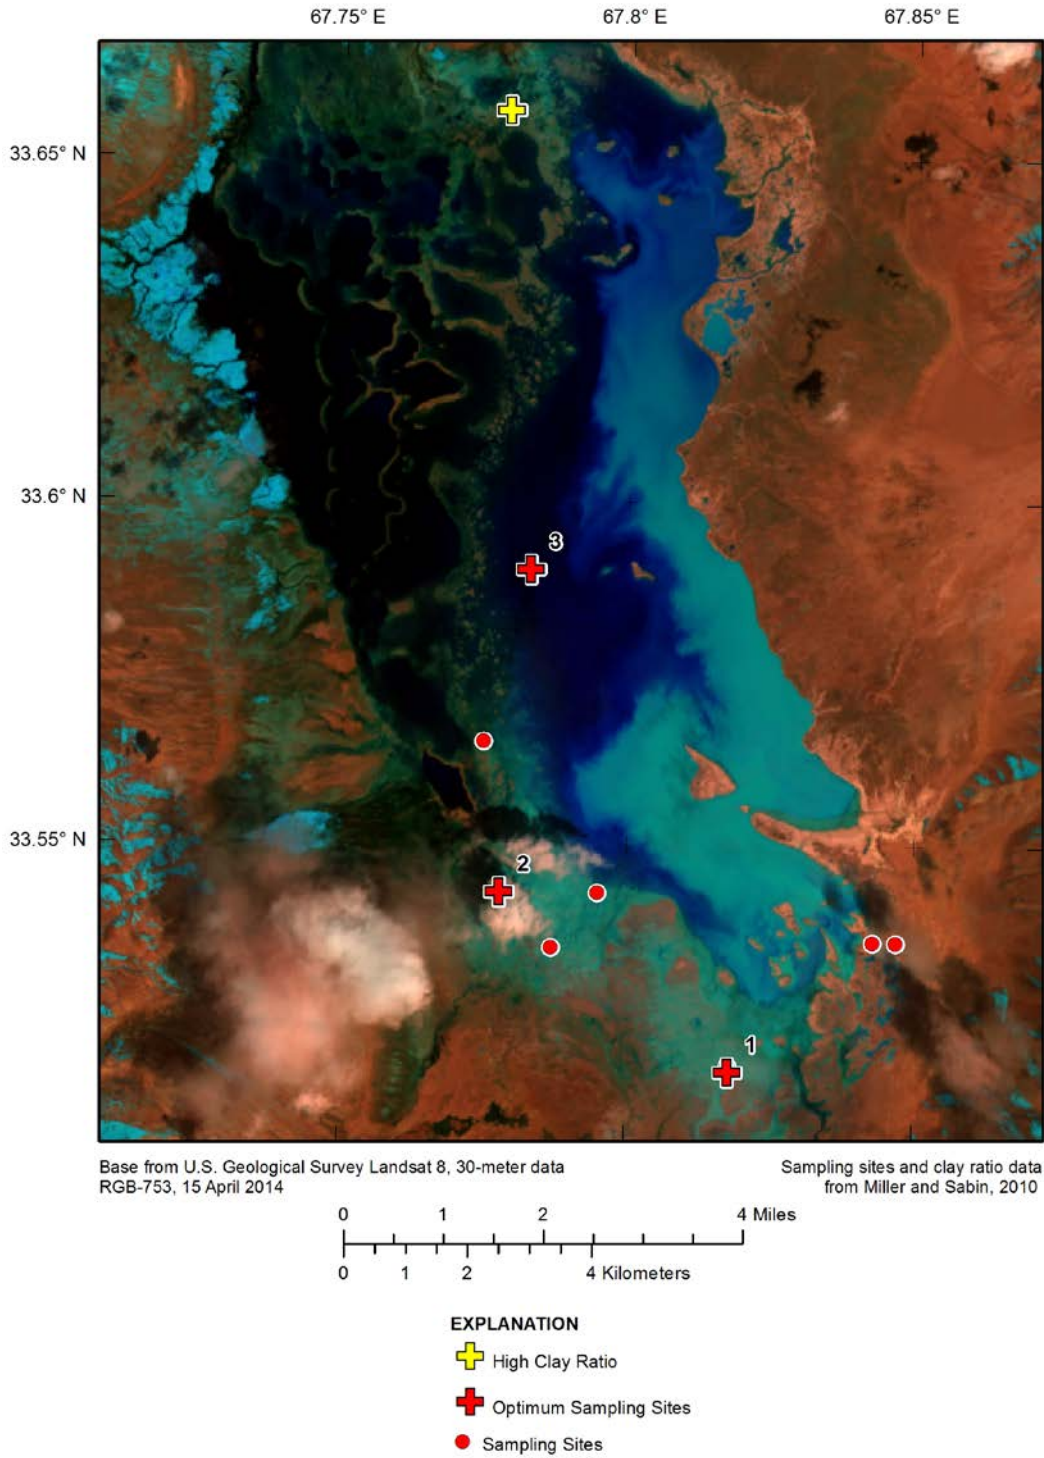 67.75° E 67.8° E 67.85° E
33.65° N
33.6° N
3
33.55° N
2
1
Base from U.S. Geological Survey Landsat 8, 30-meter data
RGB-753, 15 April 2014
Sampling sites and clay ratio data
from Miller and Sabin, 2010
0 1 2 4 Miles
0 1 2 4 Kilometers
EXPLANATION
High Clay Ratio
Optimum Sampling Sites
Sampling Sites